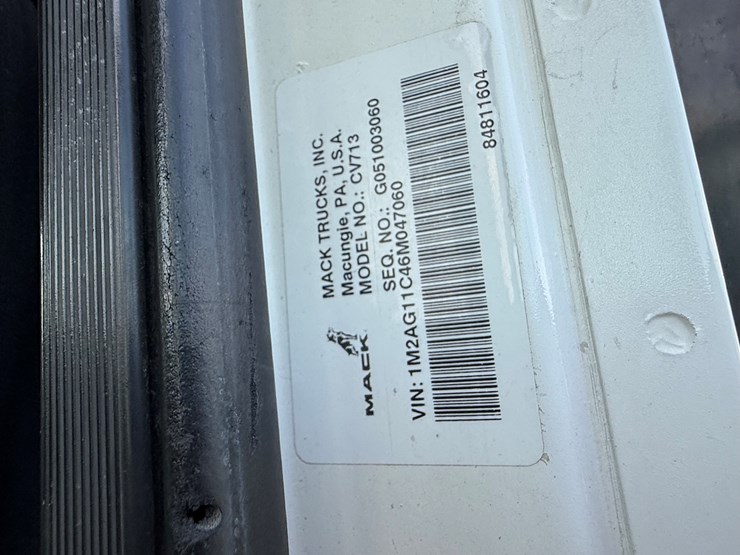 MACK
MACK TRUCKS, INC.
Macungie, PA, U.S.A.
MODEL NO.: CV713
SEQ. NO.: G051003060
VIN: 1M2AG11C46M047060
84811604